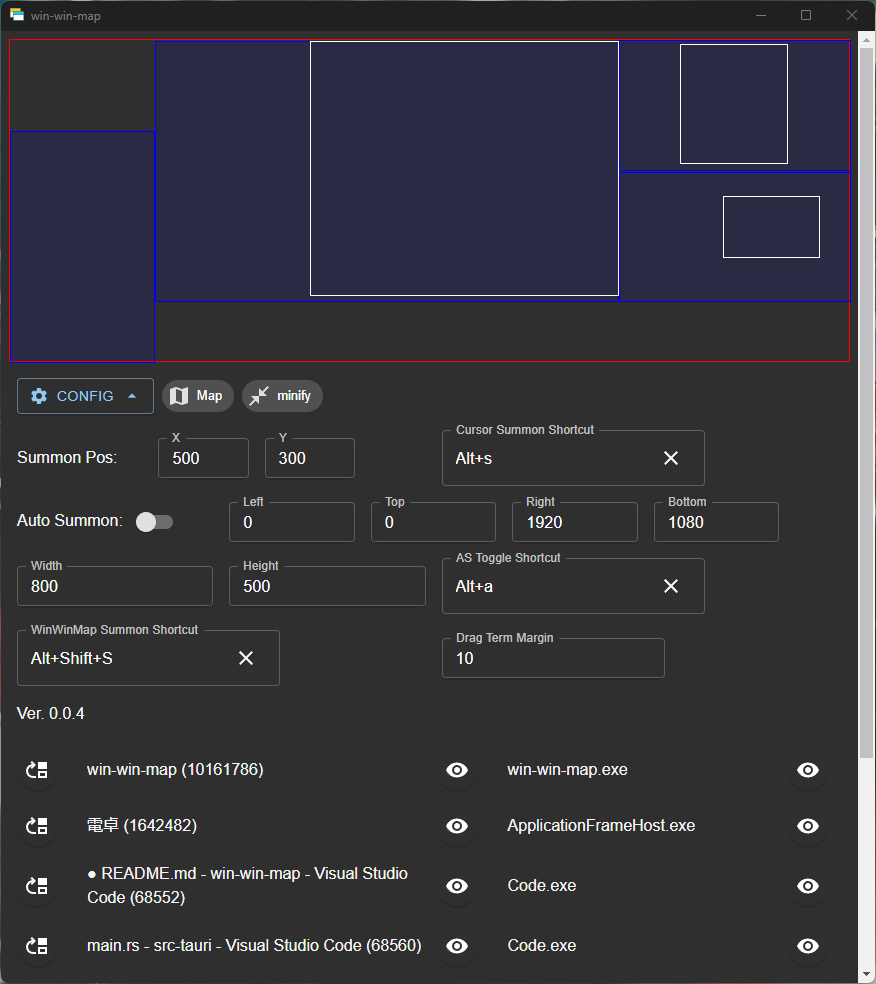 win-win-map
CONFIG
Map
minify
Summon Pos:
X
500
Y
300
Cursor Summon Shortcut
Alt+s
Auto Summon:
Left
0
Top
0
Right
1920
Bottom
1080
Width
800
Height
500
AS Toggle Shortcut
Alt+a
WinWinMap Summon Shortcut
Alt+Shift+S
Drag Term Margin
10
Ver. 0.0.4
win-win-map (10161786)
win-win-map.exe
電卓 (1642482)
ApplicationFrameHost.exe
● README.md - win-win-map - Visual Studio
Code (68552)
Code.exe
main.rs - src-tauri - Visual Studio Code (68560)
Code.exe